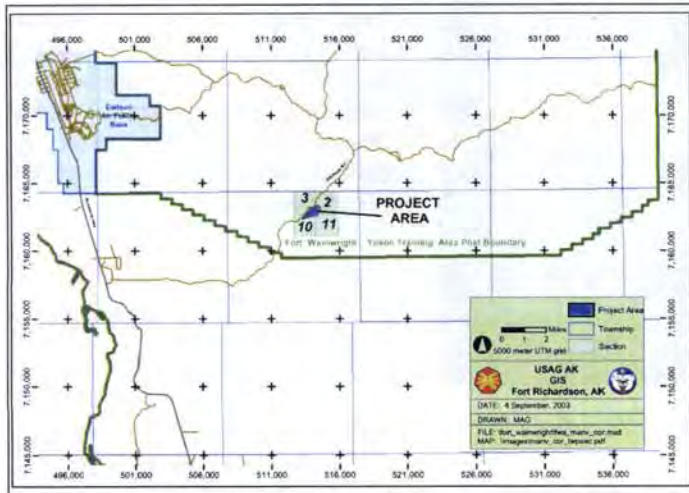 496,000 501,000 506,000 511,000 516,000 521,000 526,000 531,000 536,000
7,170,000 7,170,000
Eielson
Air Force
Base
7,165,000 7,165,000
3 2 PROJECT
AREA
10 11
Fort Wainwright Yukon Training Area Post Boundary
7,160,000 7,160,000
7,155,000 7,155,000
7,150,000 7,150,000
7,145,000 7,145,000
Project Area
Township
Section
Miles
0 1 2
5000 meter UTM grid
USAG AK
GIS
Fort Richardson, AK
DATE: 4 September, 2003
DRAWN: MAG
MAP:
496,000 501,000 506,000 511,000 516,000 521,000 526,000 531,000 536,000